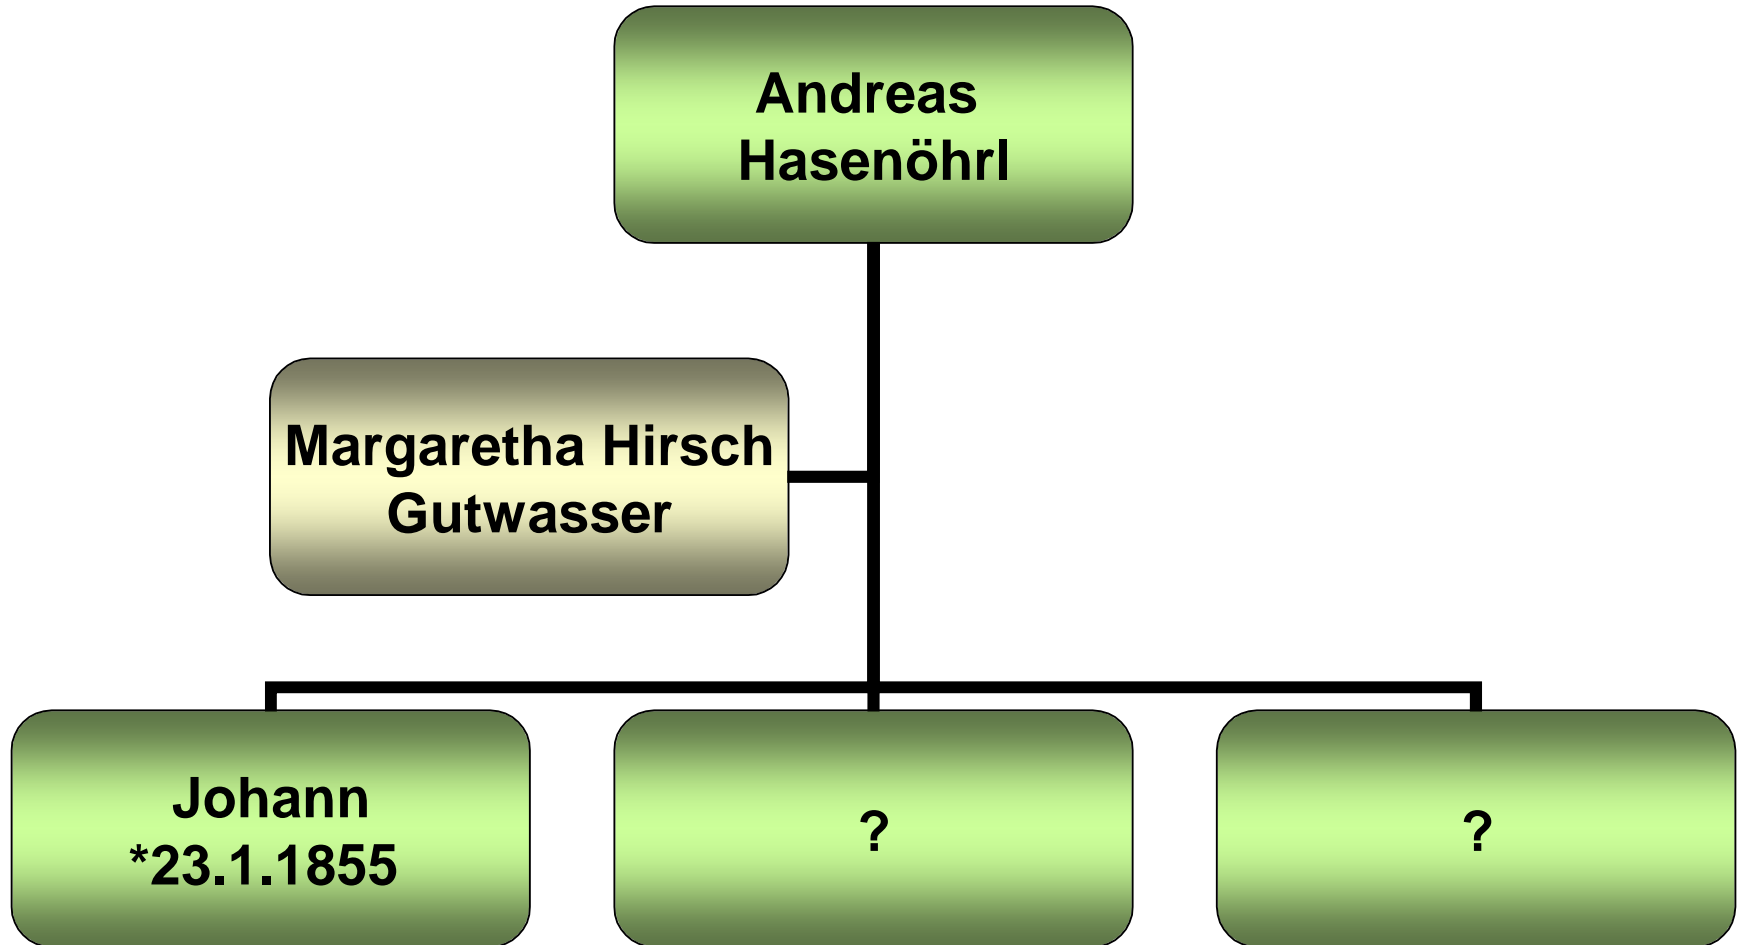 Andreas
Hasenöhrl
Margaretha Hirsch
Gutwasser
Johann
*23.1.1855
?
?